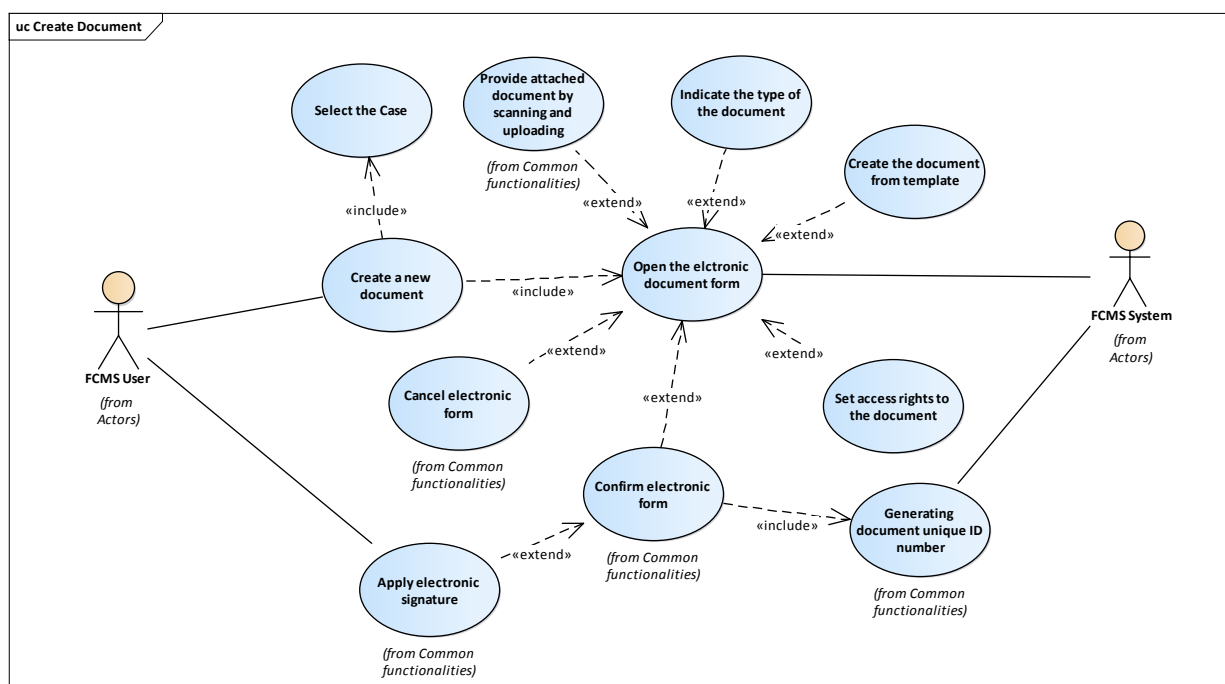 uc Create Document
Select the Case
Provide attached
document by
scanning and
uploading
(from Common
functionalities)
Indicate the type of
the document
Create the document
from template
«include»
«extend»
«extend»
«extend»
Create a new
document
«include»
Open the elctronic
document form
FCMS User
(from
Actors)
FCMS System
(from
Actors)
«extend»
«extend»
«extend»
Cancel electronic
form
(from Common
functionalities)
Set access rights to
the document
Confirm electronic
form
(from Common
functionalities)
«include»
Generating
document unique ID
number
(from Common
functionalities)
«extend»
Apply electronic
signature
(from Common
functionalities)